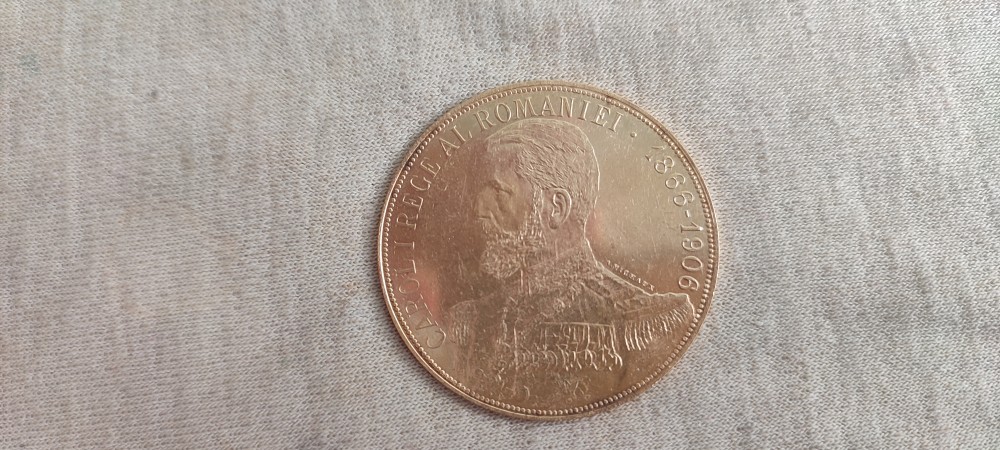 CAROL I REGE AL ROMANIEI · 1866-1906